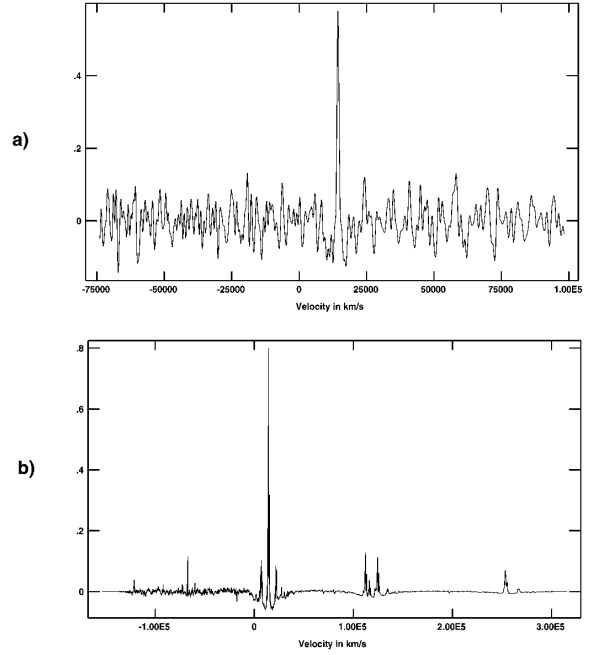 .4
a)
.2
0
-75000 -50000 -25000 0 25000 50000 75000 1.00E5
Velocity in km/s
.8
.6
b)
.4
.2
0
-1.00E5 0 1.00E5 2.00E5 3.00E5
Velocity in km/s